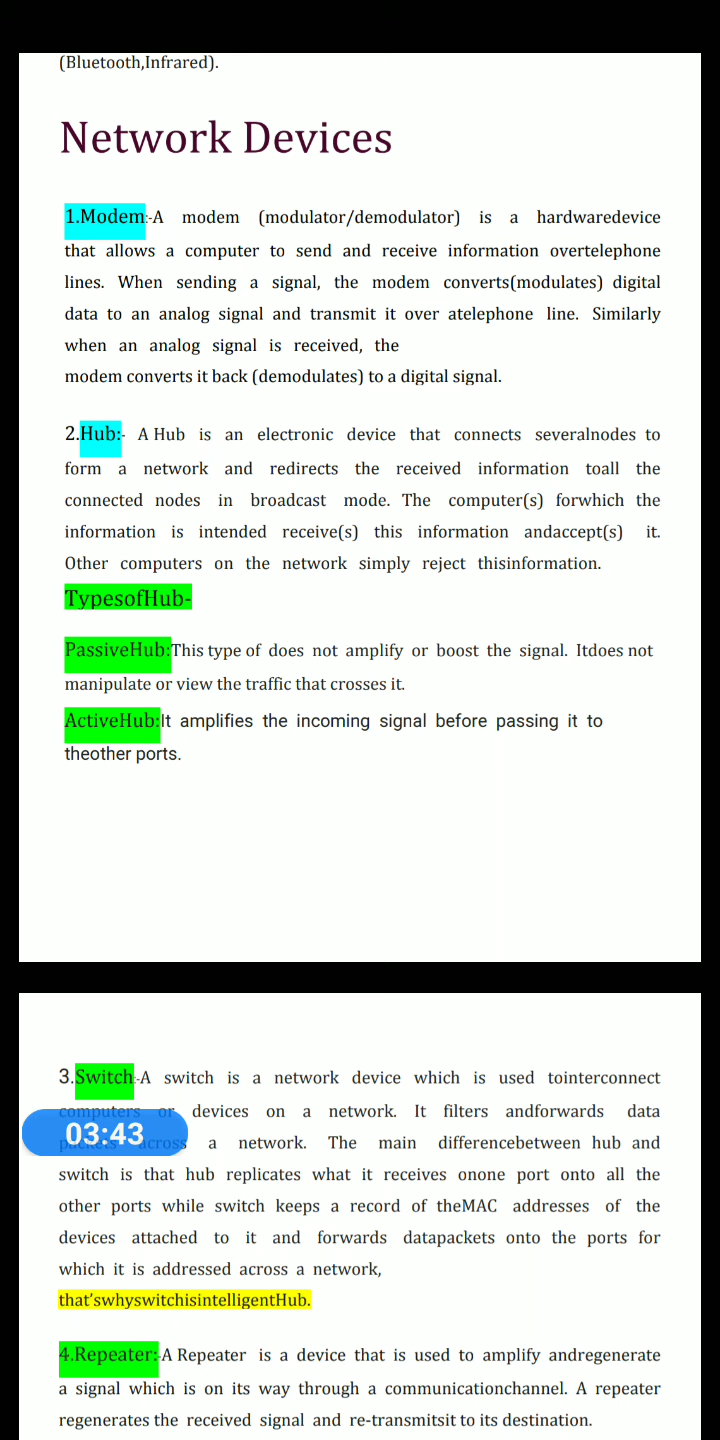 (Bluetooth,Infrared).
Network Devices
1.Modem:-A modem (modulator/demodulator) is a hardwaredevice
that allows a computer to send and receive information overtelephone
lines. When sending a signal, the modem converts(modulates) digital
data to an analog signal and transmit it over atelephone line. Similarly
when an analog signal is received, the
modem converts it back (demodulates) to a digital signal.
2.Hub:- A Hub is an electronic device that connects severalnodes to
form a network and redirects the received information toall the
connected nodes in broadcast mode. The computer(s) forwhich the
information is intended receive(s) this information andaccept(s) it.
Other computers on the network simply reject thisinformation.
TypesofHub-
PassiveHub:This type of does not amplify or boost the signal. Itdoes not
manipulate or view the traffic that crosses it.
ActiveHub:It amplifies the incoming signal before passing it to
theother ports.
3.Switch:-A switch is a network device which is used tointerconnect
computers or devices on a network. It filters andforwards data
03:43
packets across a network. The main differencebetween hub and
switch is that hub replicates what it receives onone port onto all the
other ports while switch keeps a record of theMAC addresses of the
devices attached to it and forwards datapackets onto the ports for
which it is addressed across a network,
that'swhyswitchisintelligentHub.
4.Repeater:-A Repeater is a device that is used to amplify andregenerate
a signal which is on its way through a communicationchannel. A repeater
regenerates the received signal and re-transmitsit to its destination.